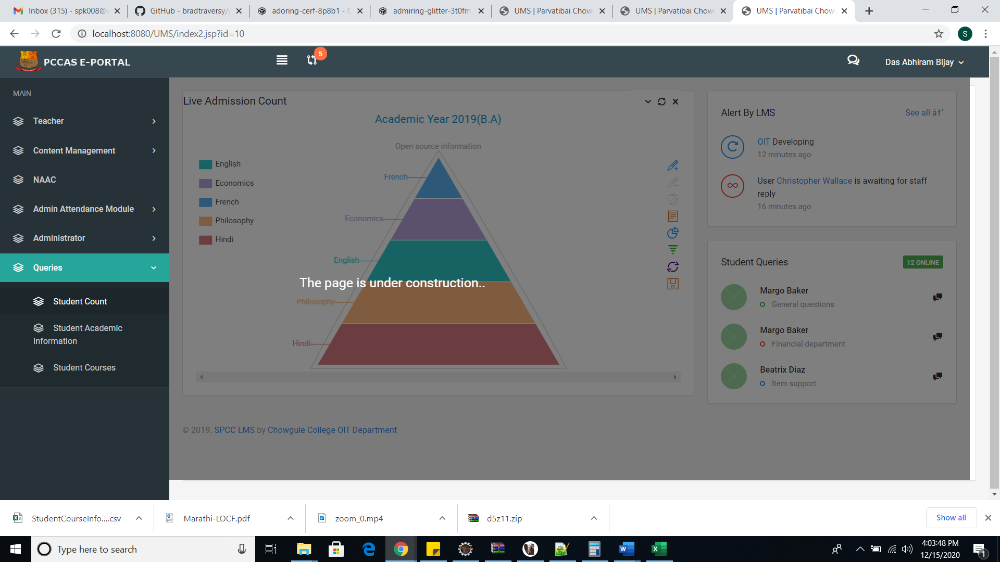 Inbox (315) - spk008@
GitHub - bradtraversy/
adoring-cerf-8p8b1 - C
admiring-glitter-3t0fm
UMS | Parvatibai Chow
UMS | Parvatibai Chow
UMS | Parvatibai Chow
localhost:8080/UMS/index2.jsp?id=10
S
PCCAS E-PORTAL
5
Das Abhiram Bijay
MAIN
Teacher
Content Management
NAAC
Admin Attendance Module
Administrator
Queries
Student Count
Student Academic
Information
Student Courses
Live Admission Count
Academic Year 2019(B.A)
Open source information
English
Economics
French
Philosophy
Hindi
French
Economics
English
Philosophy
Hindi
The page is under construction..
Alert By LMS
See all â†’
OIT Developing
12 minutes ago
User Christopher Wallace is awaiting for staff
reply
16 minutes ago
Student Queries
12 ONLINE
Margo Baker
General questions
Margo Baker
Financial department
Beatrix Diaz
Item support
© 2019. SPCC LMS by Chowgule College OIT Department
StudentCourseInfo....csv
Marathi-LOCF.pdf
zoom_0.mp4
d5z11.zip
Show all
Type here to search
4:03:48 PM
12/15/2020
1